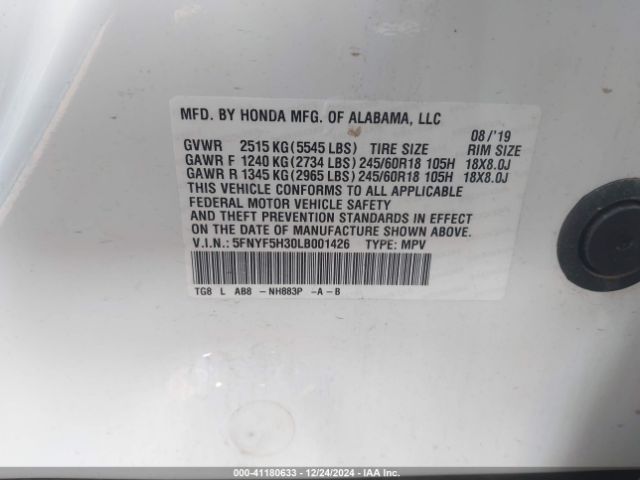 MFD. BY HONDA MFG. OF ALABAMA, LLC
08/'19
GVWR 2515 KG (5545 LBS) TIRE SIZE RIM SIZE
GAWR F 1240 KG (2734 LBS) 245/60R18 105H 18X8.0J
GAWR R 1345 KG (2965 LBS) 245/60R18 105H 18X8.0J
THIS VEHICLE CONFORMS TO ALL APPLICABLE
FEDERAL MOTOR VEHICLE SAFETY
AND THEFT PREVENTION STANDARDS IN EFFECT
ON THE DATE OF MANUFACTURE SHOWN ABOVE.
V.I.N.: 5FNYF5H30LB001426 TYPE: MPV
TG8 L AB8 - NH883P -A - B
000-41180633 - 12/24/2024 - IAA, Inc.